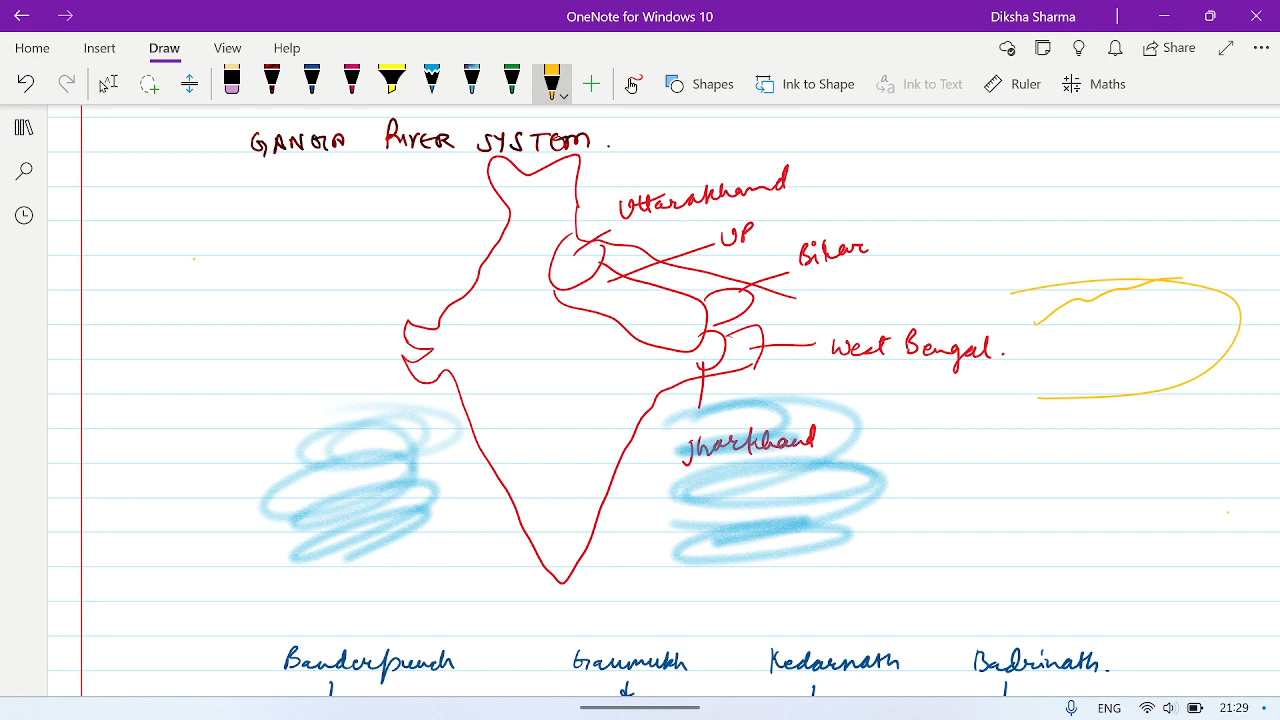 OneNote for Windows 10
Diksha Sharma
Home Insert Draw View Help
Share
Shapes Ink to Shape Ink to Text Ruler Maths
GANGA RIVER SYSTEM.
Uttarakhand
UP
Bihar
West Bengal.
Jharkhand
Banderpunch Gaumukh Kedarnath Badrinath.
ENG 21:29